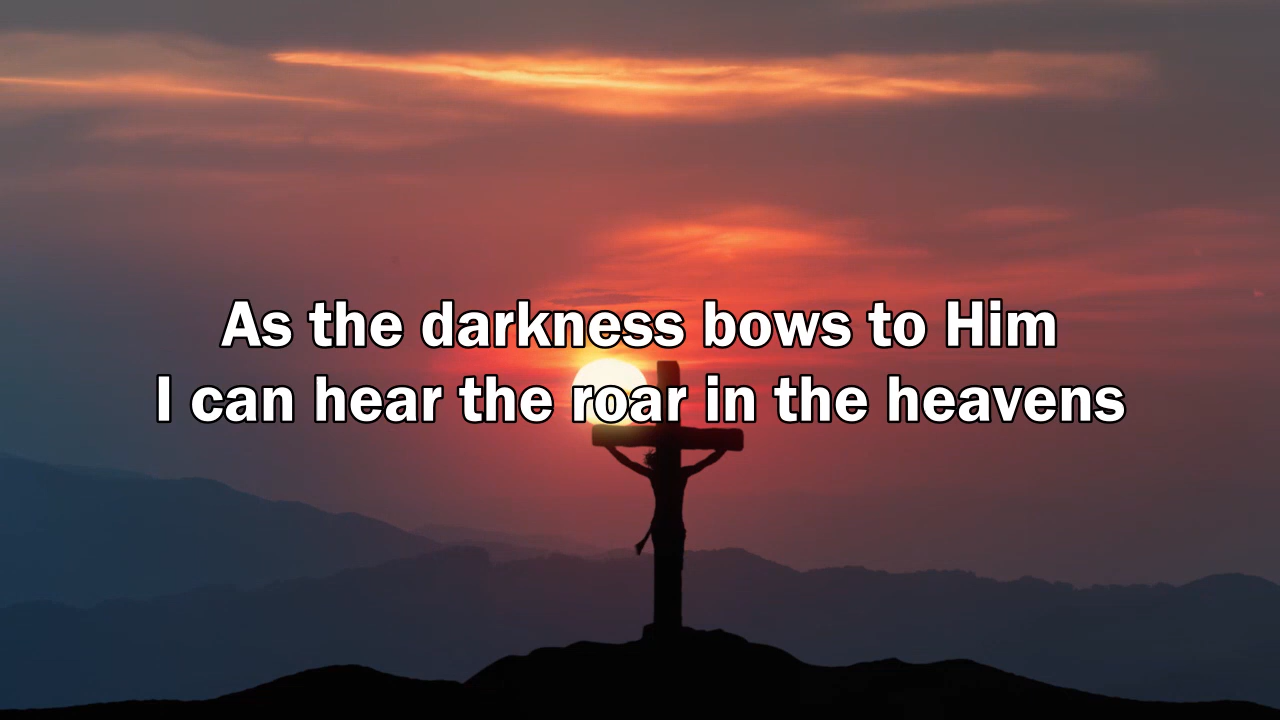 As the darkness bows to Him
I can hear the roar in the heavens